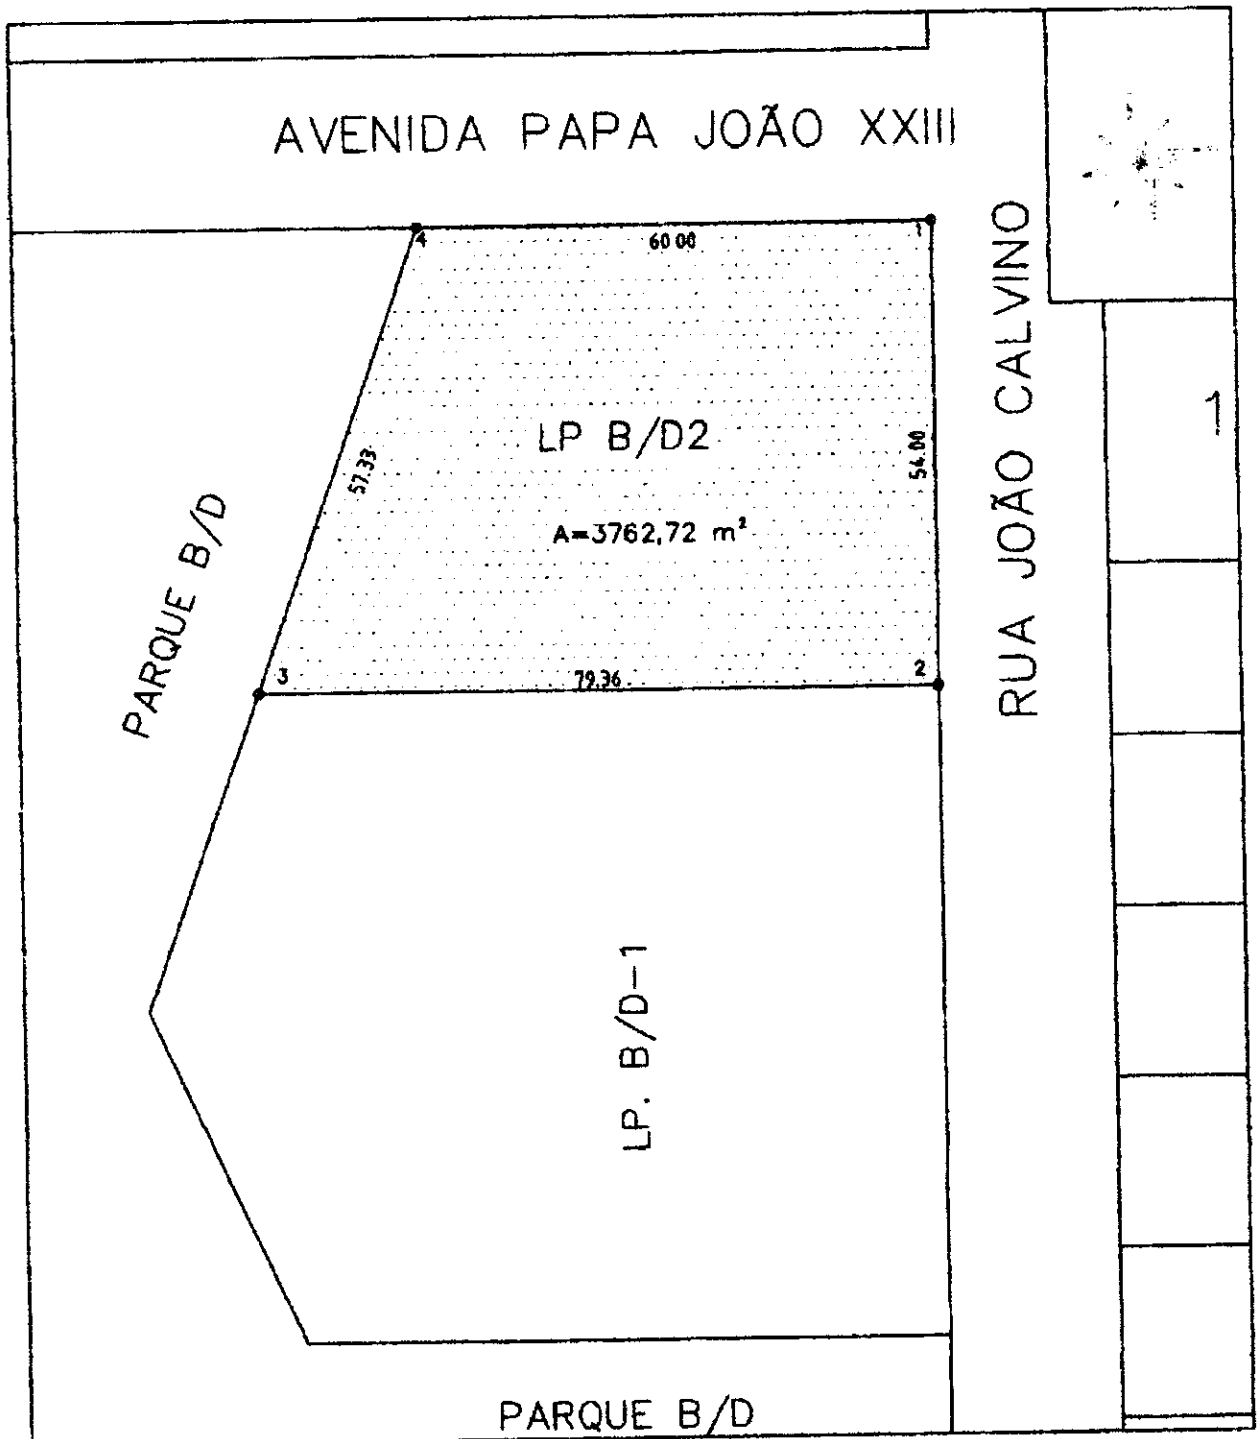 AVENIDA PAPA JOÃO XXIII
4
60 00
1
RUA JOÃO CALVINO
1
LP B/D2
57.33
54.00
A=3762,72 m²
PARQUE B/D
3
79.36
2
LP. B/D-1
PARQUE B/D